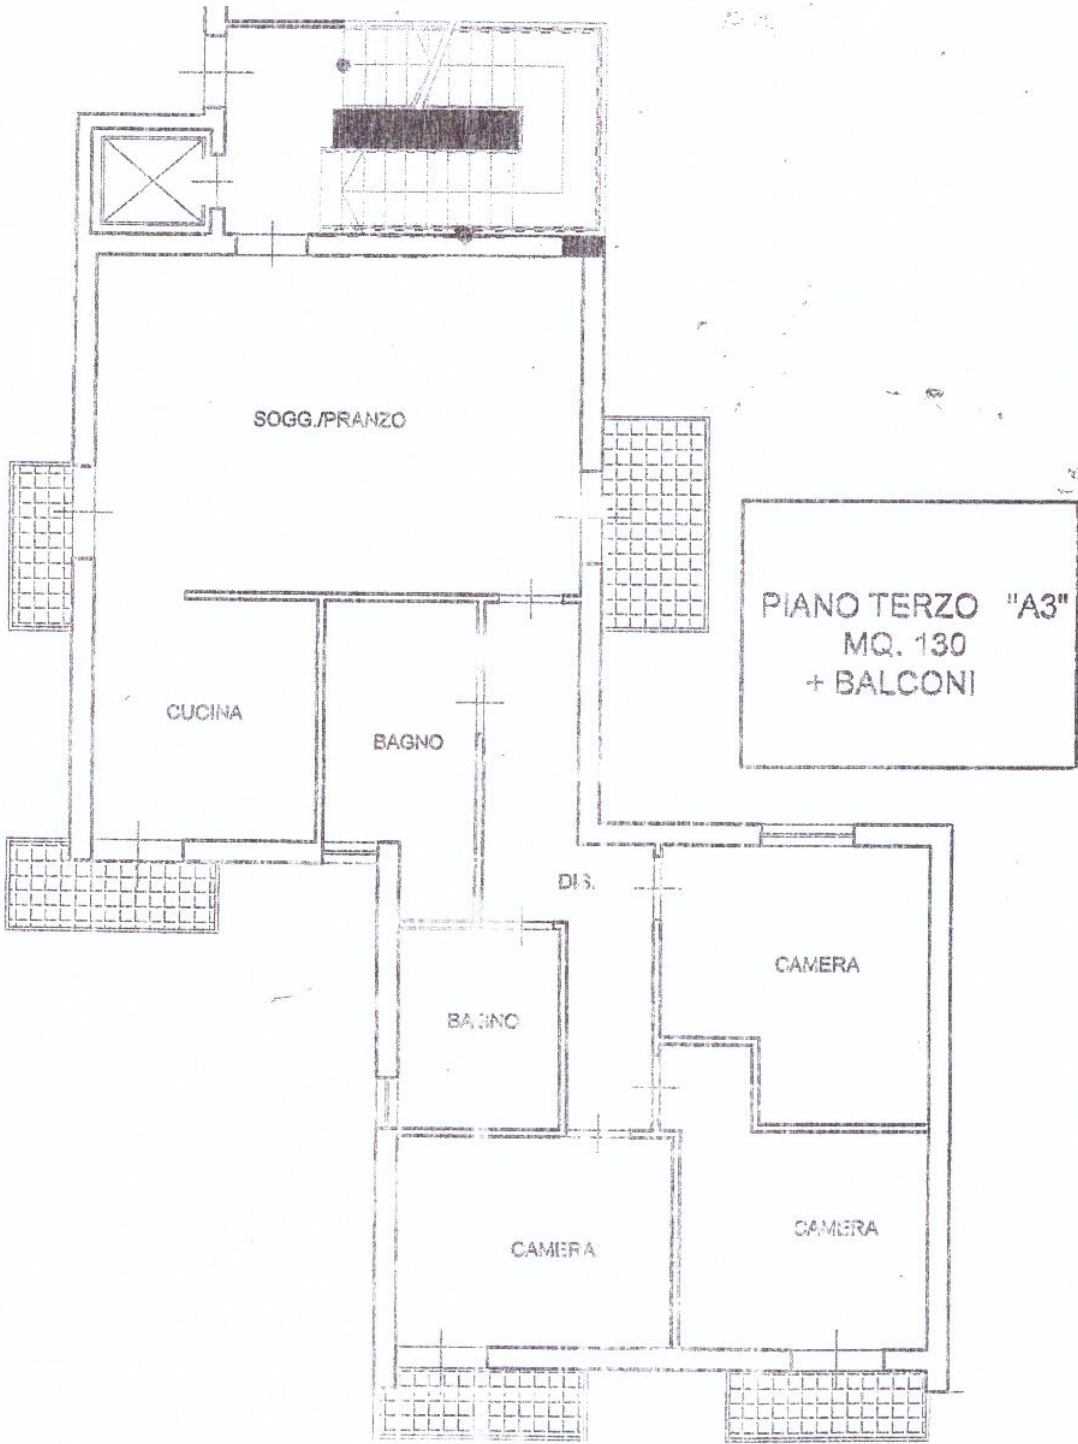 SOGG./PRANZO
PIANO TERZO "A3"
MQ. 130
+ BALCONI
CUCINA
BAGNO
DIS.
CAMERA
BAGNO
CAMERA
CAMERA